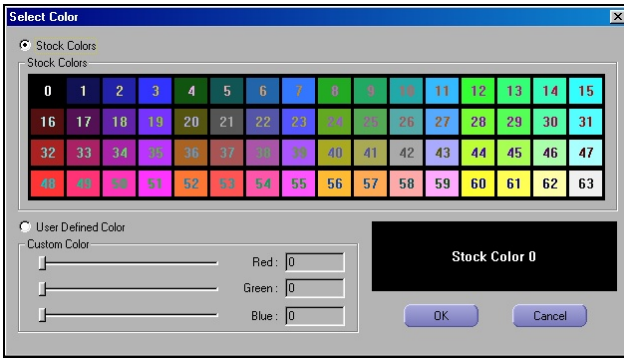 Select Color
Stock Colors
Stock Colors
0 1 2 3 4 5 6 7 8 9 10 11 12 13 14 15
16 17 18 19 20 21 22 23 24 25 26 27 28 29 30 31
32 33 34 35 36 37 38 39 40 41 42 43 44 45 46 47
48 49 50 51 52 53 54 55 56 57 58 59 60 61 62 63
User Defined Color
Custom Color
Red : 0
Green : 0
Blue : 0
Stock Color 0
OK Cancel